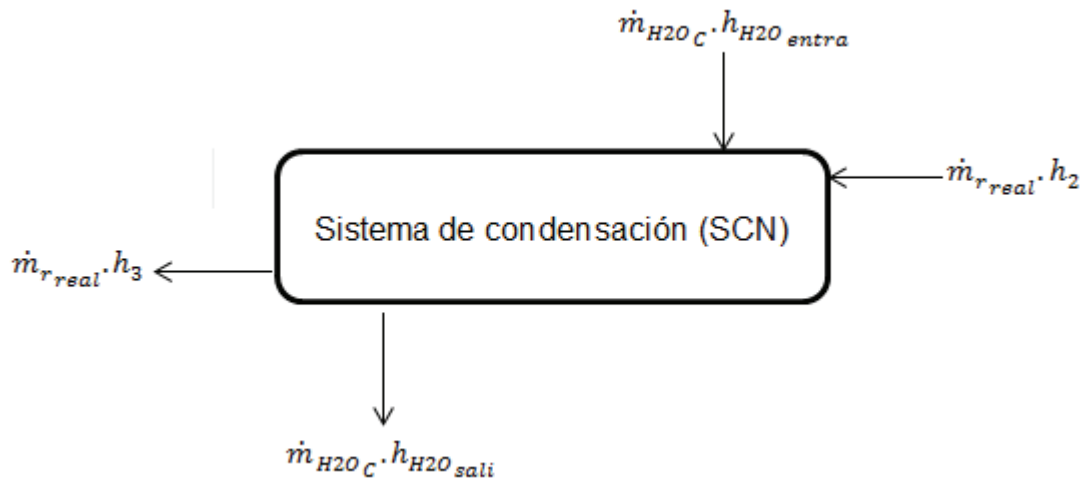 ṁ_{H2O_C}.h_{H2O_{entra}}
ṁ_{r_{real}}.h_2
Sistema de condensación (SCN)
ṁ_{r_{real}}.h_3
ṁ_{H2O_C}.h_{H2O_{sali}}